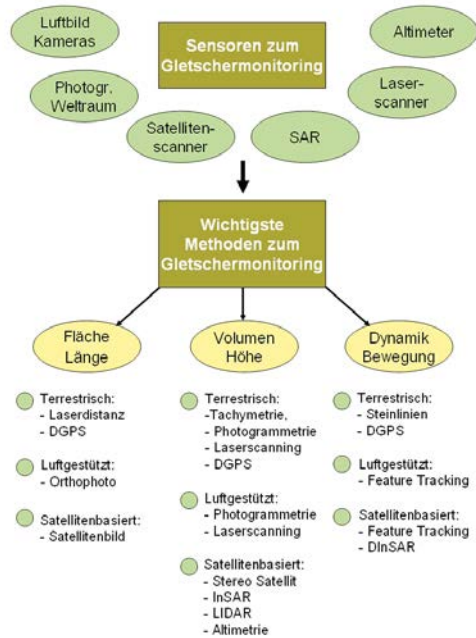 Luftbild
Kameras
Sensoren zum
Gletschermonitoring
Altimeter
Photogr.
Weltraum
Laser-
scanner
Satelliten-
scanner
SAR
Wichtigste
Methoden zum
Gletschermonitoring
Fläche
Länge
Volumen
Höhe
Dynamik
Bewegung
Terrestrisch:
- Laserdistanz
- DGPS
Luftgestützt:
- Orthophoto
Satellitenbasiert:
- Satellitenbild
Terrestrisch:
-Tachymetrie,
- Photogrammetrie
- Laserscanning
- DGPS
Luftgestützt:
- Photogrammetrie
- Laserscanning
Satellitenbasiert:
- Stereo Satellit
- InSAR
- LIDAR
- Altimetrie
Terrestrisch:
- Steinlinien
- DGPS
Luftgestützt:
- Feature Tracking
Satellitenbasiert:
- Feature Tracking
- DInSAR